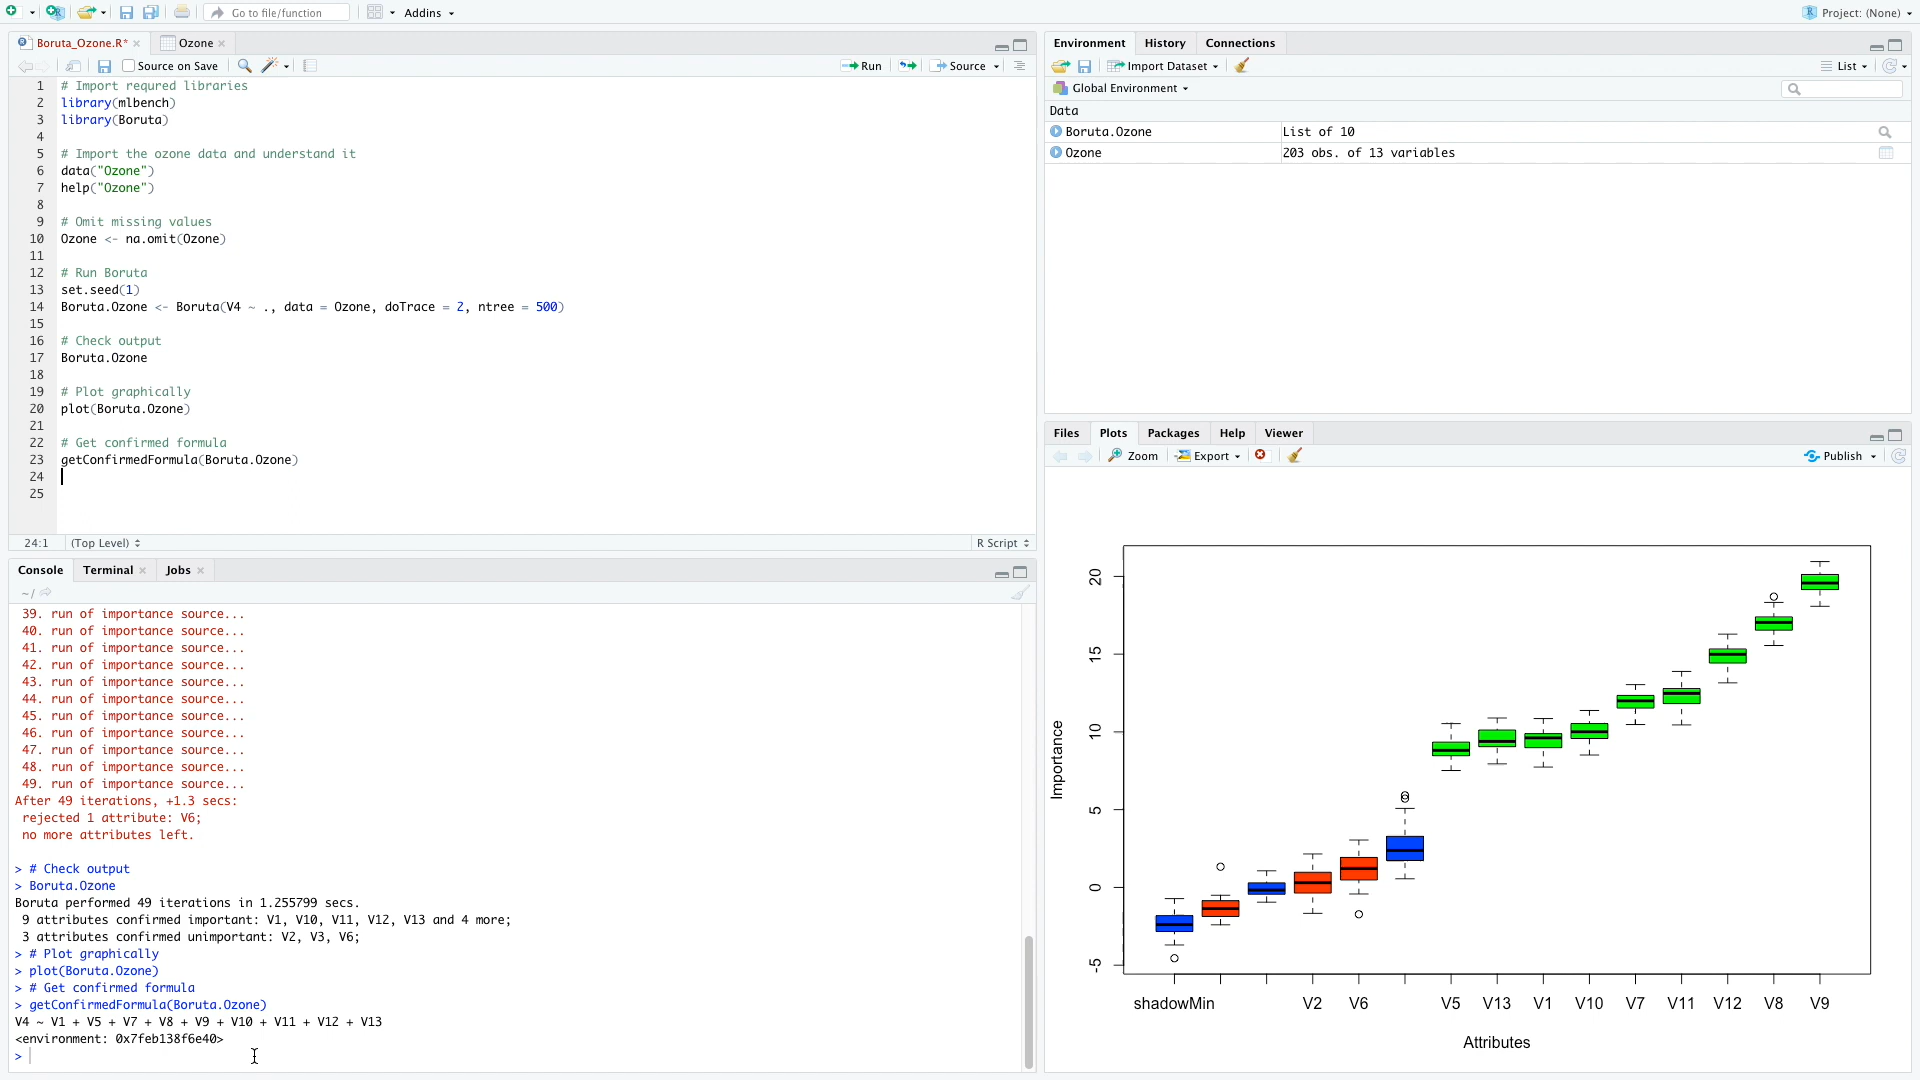 Go to file/function
Addins
Project: (None)
Boruta_Ozone.R*
Ozone
Source on Save
Run
Source
1 # Import requred libraries
2 library(mlbench)
3 library(Boruta)
4
5 # Import the ozone data and understand it
6 data("Ozone")
7 help("Ozone")
8
9 # Omit missing values
10 Ozone <- na.omit(Ozone)
11
12 # Run Boruta
13 set.seed(1)
14 Boruta.Ozone <- Boruta(V4 ~ ., data = Ozone, doTrace = 2, ntree = 500)
15
16 # Check output
17 Boruta.Ozone
18
19 # Plot graphically
20 plot(Boruta.Ozone)
21
22 # Get confirmed formula
23 getConfirmedFormula(Boruta.Ozone)
24
25
24:1 (Top Level) R Script
Console Terminal Jobs
~/
39. run of importance source...
40. run of importance source...
41. run of importance source...
42. run of importance source...
43. run of importance source...
44. run of importance source...
45. run of importance source...
46. run of importance source...
47. run of importance source...
48. run of importance source...
49. run of importance source...
After 49 iterations, +1.3 secs:
rejected 1 attribute: V6;
no more attributes left.
> # Check output
> Boruta.Ozone
Boruta performed 49 iterations in 1.255799 secs.
9 attributes confirmed important: V1, V10, V11, V12, V13 and 4 more;
3 attributes confirmed unimportant: V2, V3, V6;
> # Plot graphically
> plot(Boruta.Ozone)
> # Get confirmed formula
> getConfirmedFormula(Boruta.Ozone)
V4 ~ V1 + V5 + V7 + V8 + V9 + V10 + V11 + V12 + V13
<environment: 0x7feb138f6e40>
>
Environment History Connections
Import Dataset
List
Global Environment
Data
Boruta.Ozone List of 10
Ozone 203 obs. of 13 variables
Files Plots Packages Help Viewer
Zoom Export Publish
20
15
10
5
0
-5
Importance
shadowMin V2 V6 V5 V13 V1 V10 V7 V11 V12 V8 V9
Attributes